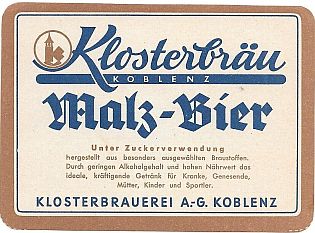 Klosterbräu
KOBLENZ
Malz-Bier
Unter Zuckerverwendung
hergestellt aus besonders ausgewählten Braustoffen.
Durch geringen Alkoholgehalt und hohen Nährwert das
ideale, kräftigende Getränk für Kranke, Genesende,
Mütter, Kinder und Sportler.
KLOSTERBRAUEREI A.-G. KOBLENZ